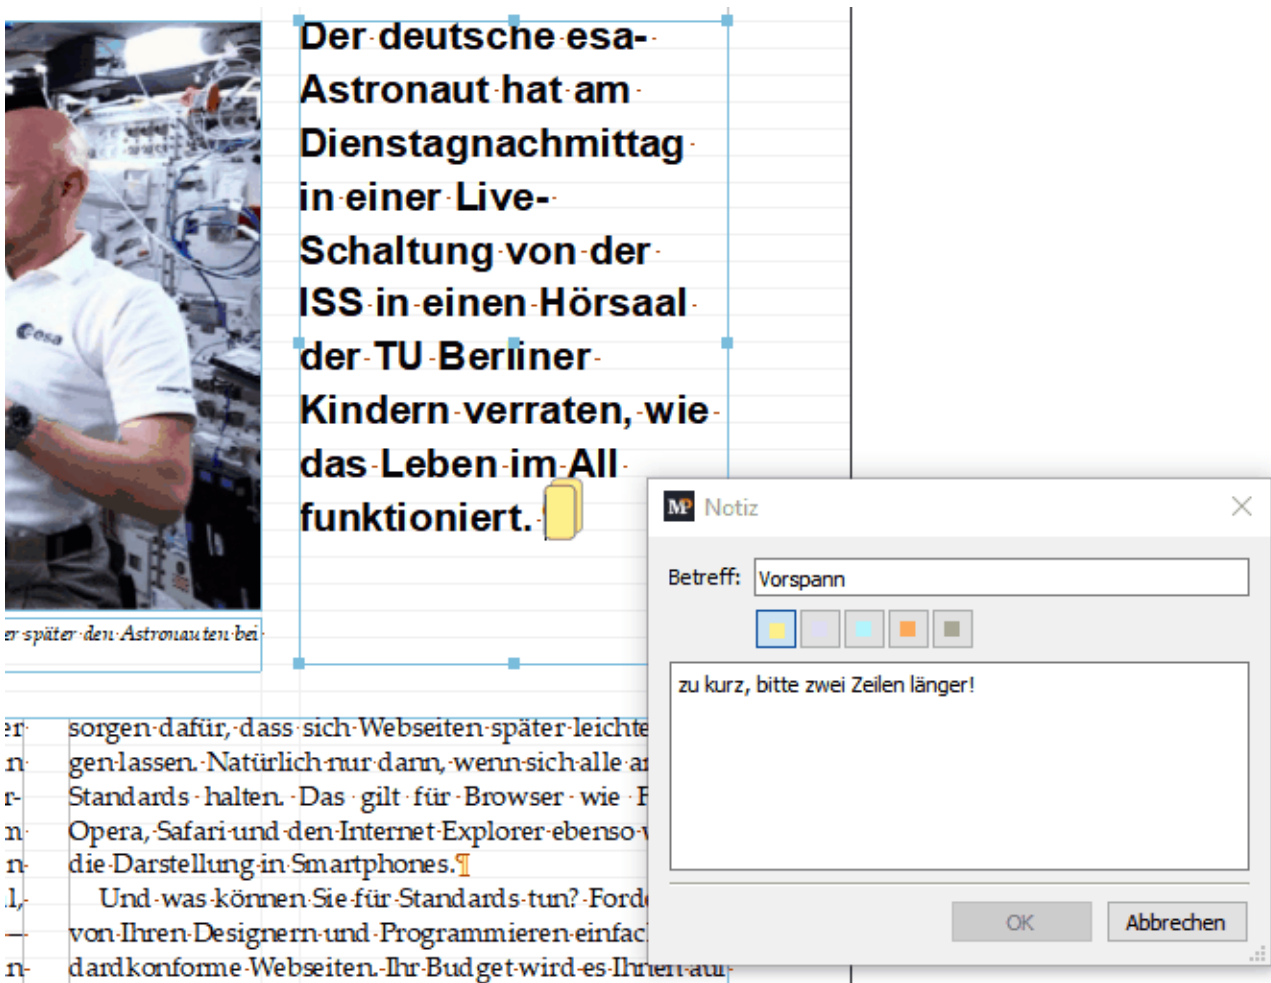 Der deutsche esa-
Astronaut hat am
Dienstagnachmittag
in einer Live-
Schaltung von der
ISS in einen Hörsaal
der TU Berliner
Kindern verraten, wie
das Leben im All
funktioniert.
esa
später den Astronauten bei
sorgen dafür, dass sich Webseiten später
gen lassen. Natürlich nur dann, wenn sich alle
Standards halten. Das gilt für Browser wie
Opera, Safari und den Internet Explorer ebenso
die Darstellung in Smartphones.¶
Und was können Sie für Standards tun?
von Ihren Designern und Programmieren
dardkonforme Webseiten. Ihr Budget wird es Ihnen auf
MP Notiz
Betreff: Vorspann
zu kurz, bitte zwei Zeilen länger!
OK Abbrechen